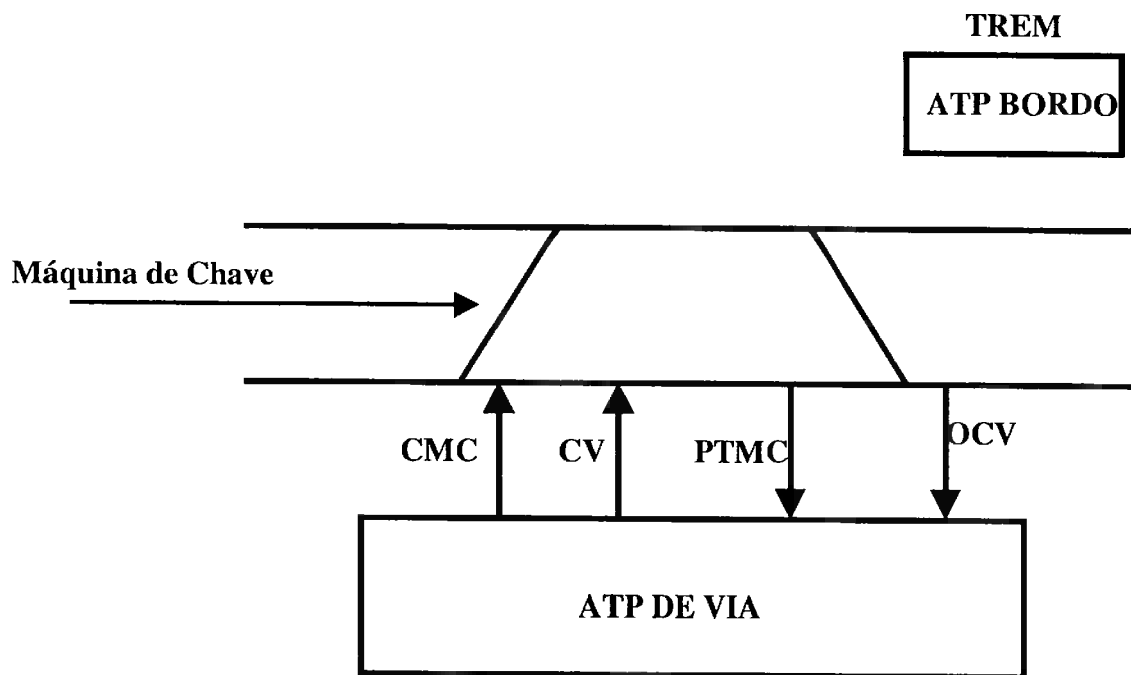 TREM
ATP BORDO
Máquina de Chave
CMC
CV
PTMC
OCV
ATP DE VIA